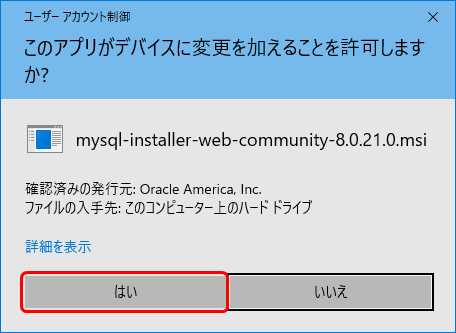 ユーザー アカウント制御
このアプリがデバイスに変更を加えることを許可します
か?
mysql-installer-web-community-8.0.21.0.msi
確認済みの発行元: Oracle America, Inc.
ファイルの入手先: このコンピューター上のハード ドライブ
詳細を表示
はい
いいえ